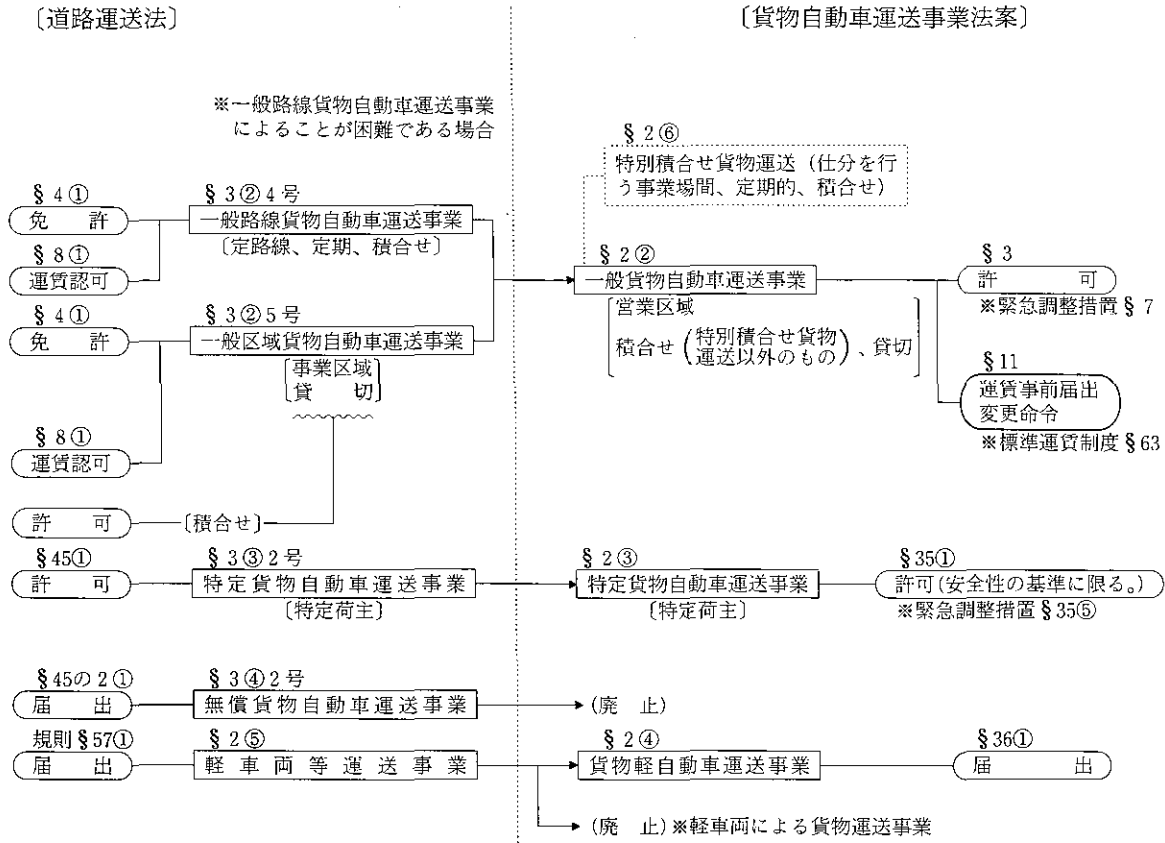 〔道路運送法〕
〔貨物自動車運送事業法案〕
※一般路線貨物自動車運送事業
によることが困難である場合
§2⑥
特別積合せ貨物運送(仕分を行
う事業場間、定期的、積合せ)
§4①
§3②4号
免許
一般路線貨物自動車運送事業
〔定路線、定期、積合せ〕
§8①
運賃認可
§2②
一般貨物自動車運送事業
営業区域
積合せ(特別積合せ貨物
運送以外のもの)、貸切
§3
許可
※緊急調整措置§7
§4①
§3②5号
免許
一般区域貨物自動車運送事業
事業区域
貸切
§11
運賃事前届出
変更命令
※標準運賃制度§63
§8①
運賃認可
許可
〔積合せ〕
§45①
§3③2号
§2③
§35①
許可
特定貨物自動車運送事業
特定貨物自動車運送事業
許可(安全性の基準に限る。)
〔特定荷主〕
〔特定荷主〕
※緊急調整措置§35⑤
§45の2①
§3④2号
届出
無償貨物自動車運送事業
(廃止)
規則§57①
§2⑤
§2④
§36①
届出
軽車両等運送事業
貨物軽自動車運送事業
届出
(廃止)※軽車両による貨物運送事業